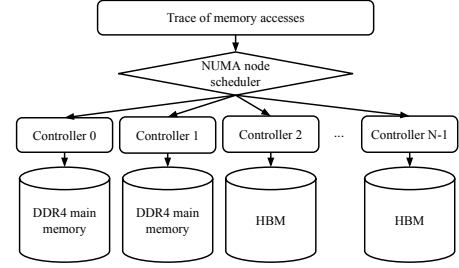 Trace of memory accesses
NUMA node
scheduler
Controller 0
Controller 1
Controller 2
...
Controller N-1
DDR4 main
memory
DDR4 main
memory
HBM
HBM